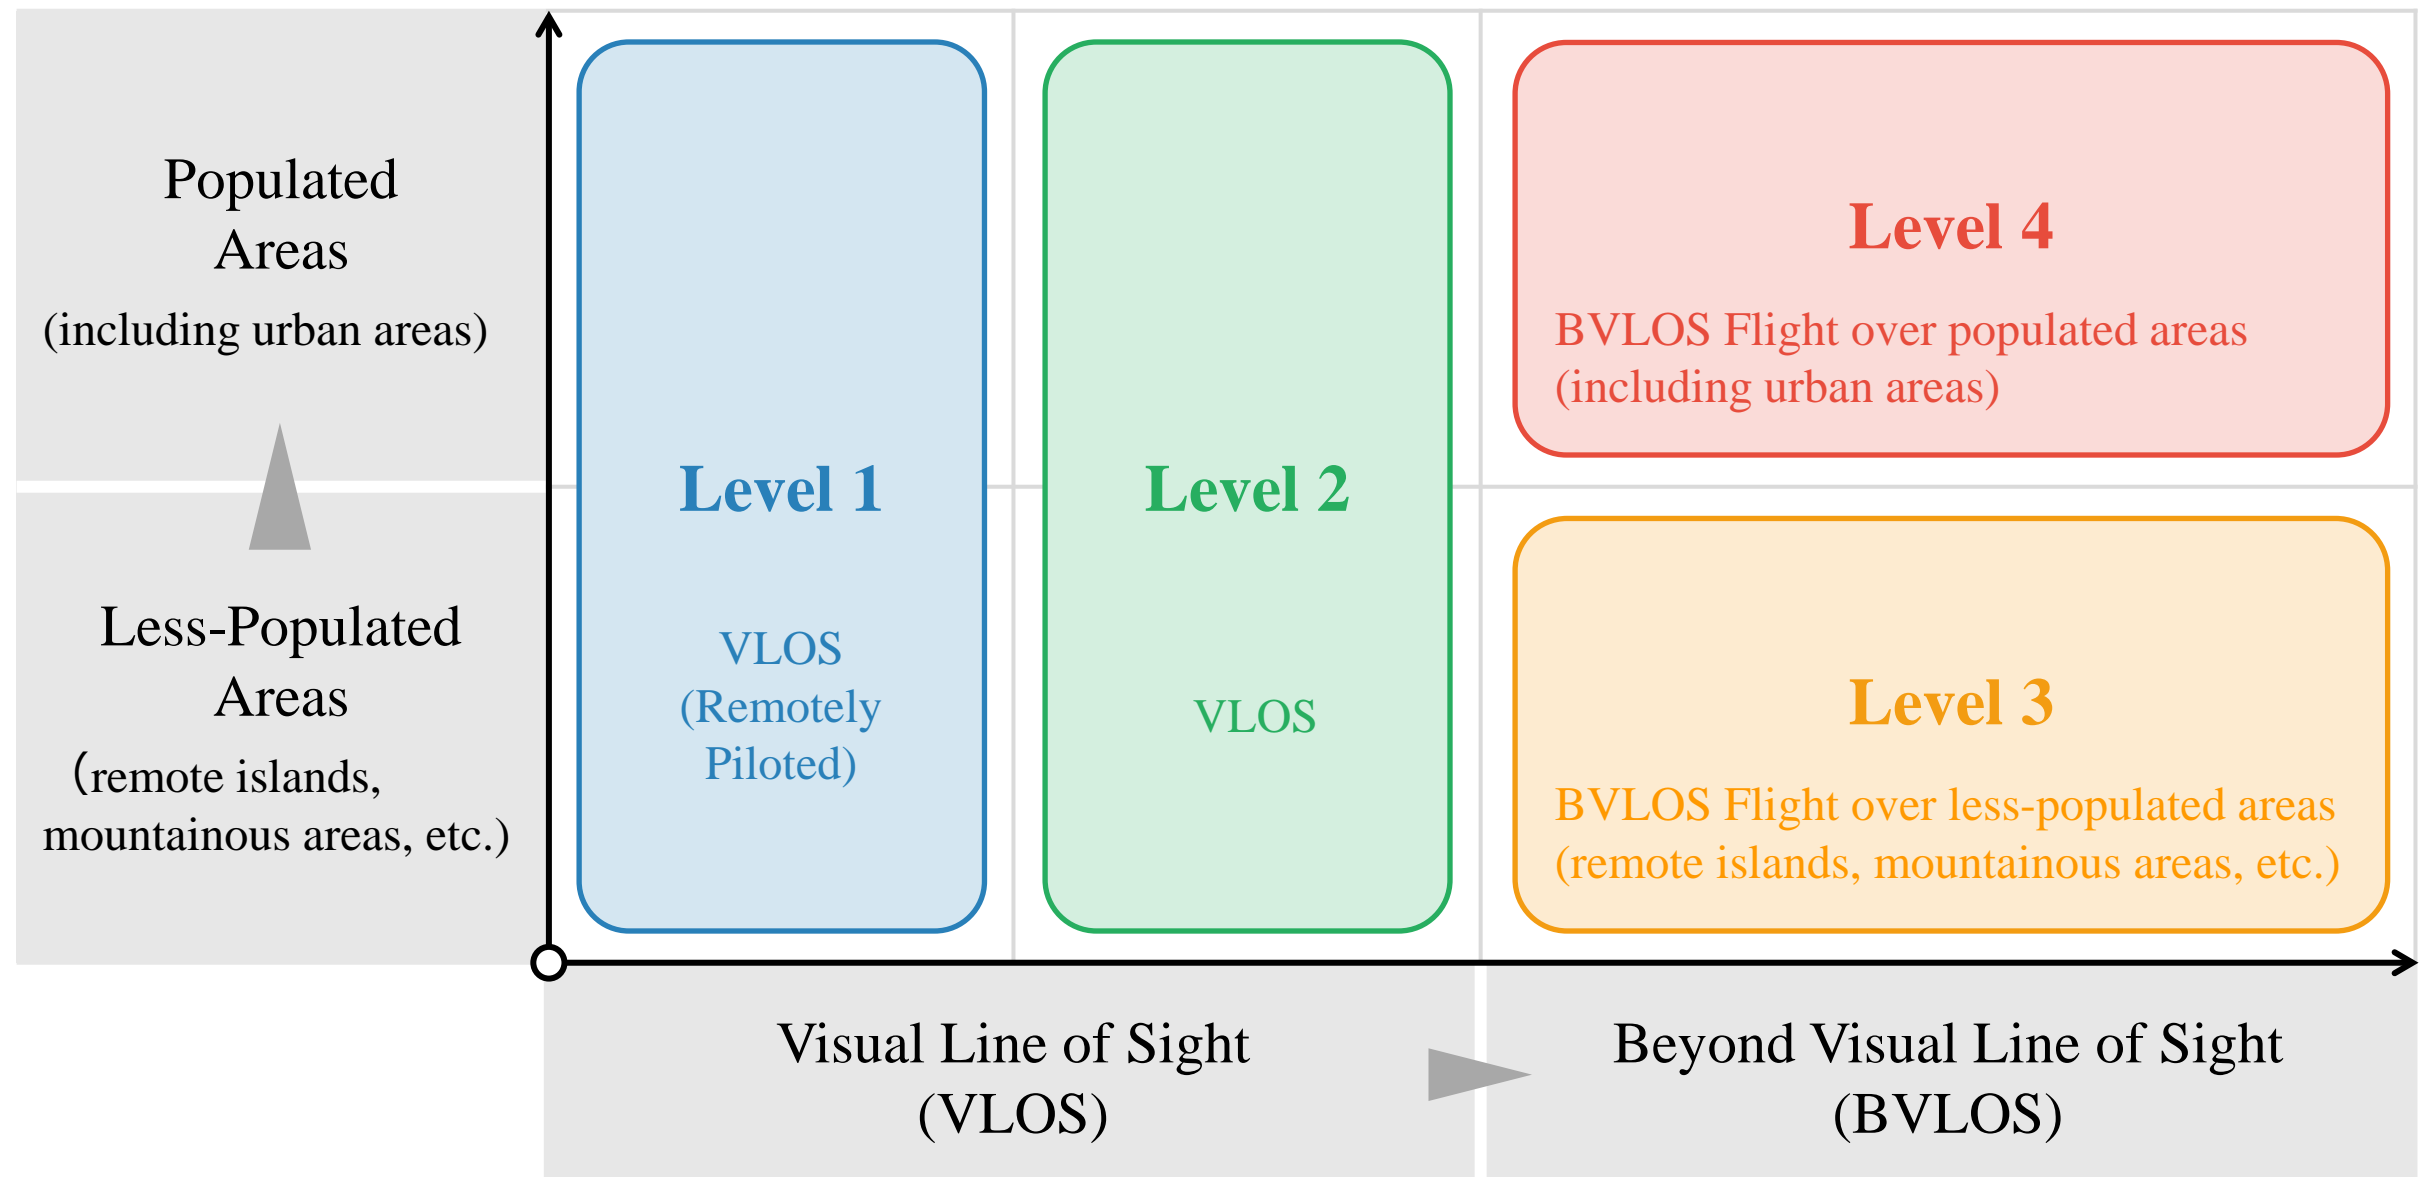 Populated
Areas
(including urban areas)
Less-Populated
Areas
（remote islands,
mountainous areas, etc.)
Level 1
VLOS
(Remotely
Piloted)
Level 2
VLOS
Level 4
BVLOS Flight over populated areas
(including urban areas)
Level 3
BVLOS Flight over less-populated areas
(remote islands, mountainous areas, etc.)
Visual Line of Sight
(VLOS)
Beyond Visual Line of Sight
(BVLOS)